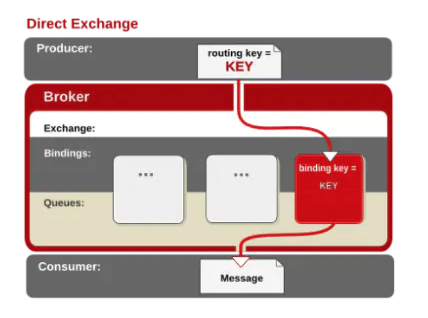 Direct Exchange
Producer:
routing key =
KEY
Broker
Exchange:
Bindings:
...
...
binding key =
KEY
Queues:
Consumer:
Message